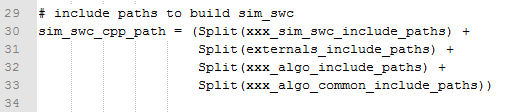 29 # include paths to build sim_swc
30 sim_swc_cpp_path = (Split(xxx_sim_swc_include_paths) +
31 Split(externals_include_paths) +
32 Split(xxx_algo_include_paths) +
33 Split(xxx_algo_common_include_paths))
34